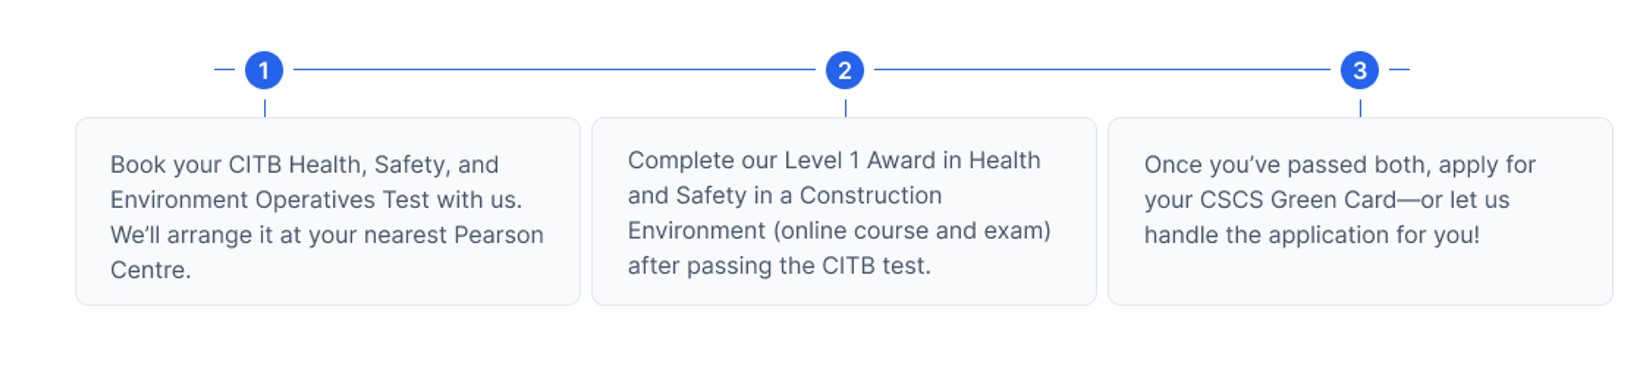 1
Book your CITB Health, Safety, and
Environment Operatives Test with us.
We’ll arrange it at your nearest Pearson
Centre.
2
Complete our Level 1 Award in Health
and Safety in a Construction
Environment (online course and exam)
after passing the CITB test.
3
Once you’ve passed both, apply for
your CSCS Green Card—or let us
handle the application for you!